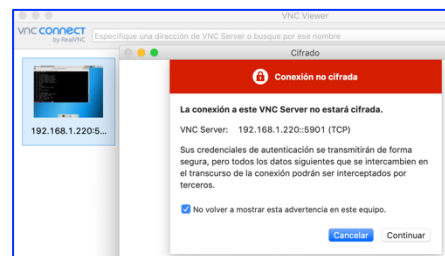 VNC Viewer
VNC CONNECT
by RealVNC
Especifique una dirección de VNC Server o busque por ese nombre
Cifrado
192.168.1.220:5...
Conexión no cifrada
La conexión a este VNC Server no estará cifrada.
VNC Server: 192.168.1.220::5901 (TCP)
Sus credenciales de autenticación se transmitirán de forma
segura, pero todos los datos siguientes que se intercambien en
el transcurso de la conexión podrán ser interceptados por
terceros.
No volver a mostrar esta advertencia en este equipo.
Cancelar
Continuar